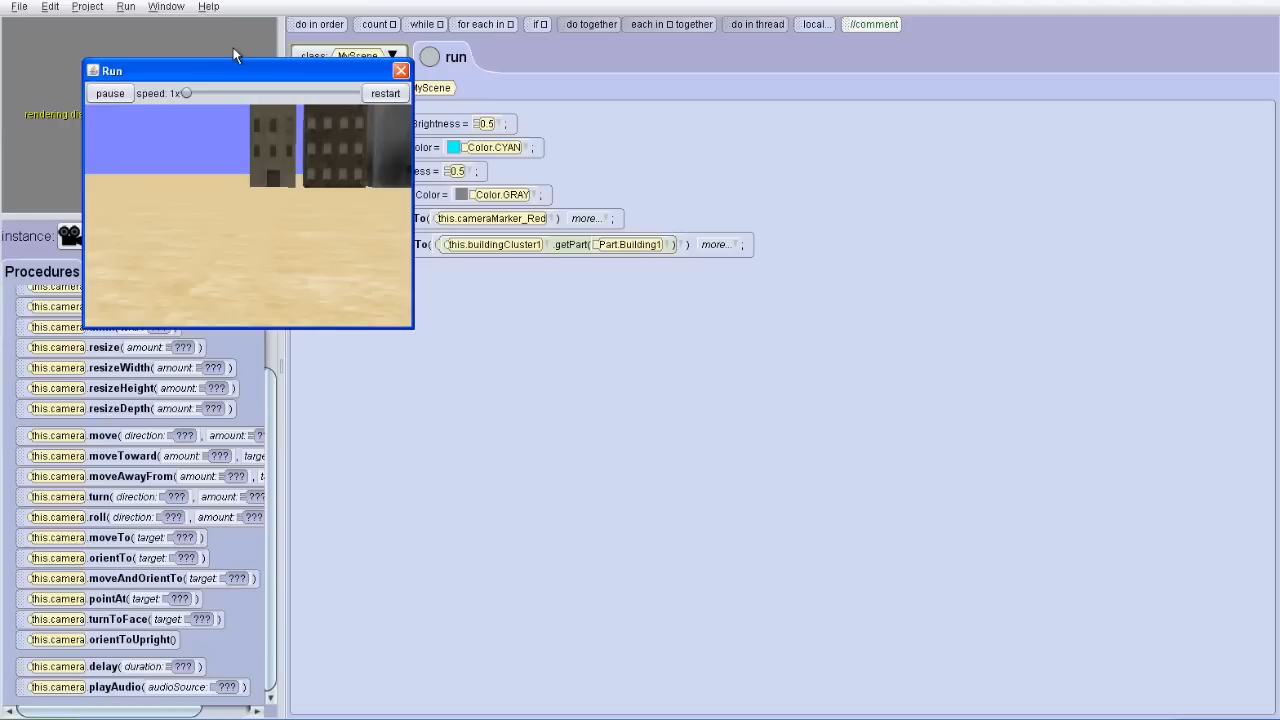 File Edit Project Run Window Help
do in order count while for each in if do together each in together do in thread local... //comment
class: MyScene run
Run
pause speed: 1x restart
MyScene
rendering dis
Brightness = 0.5 ;
olor = Color.CYAN ;
ess = 0.5 ;
Color = Color.GRAY ;
To( this.cameraMarker_Red ) more... ;
instance: To( this.buildingCluster1 .getPart( Part.Building1 ) ) more... ;
Procedures
this.camera
this.camera
this.camera.resize( amount: ??? )
this.camera.resizeWidth( amount: ??? )
this.camera.resizeHeight( amount: ??? )
this.camera.resizeDepth( amount: ??? )
this.camera.move( direction: ??? , amount: ?
this.camera.moveToward( amount: ??? , targe
this.camera.moveAwayFrom( amount: ??? , ta
this.camera.turn( direction: ??? , amount: ???
this.camera.roll( direction: ??? , amount: ???
this.camera.moveTo( target: ??? )
this.camera.orientTo( target: ??? )
this.camera.moveAndOrientTo( target: ??? )
this.camera.pointAt( target: ??? )
this.camera.turnToFace( target: ??? )
this.camera.orientToUpright()
this.camera.delay( duration: ??? )
this.camera.playAudio( audioSource: ??? )